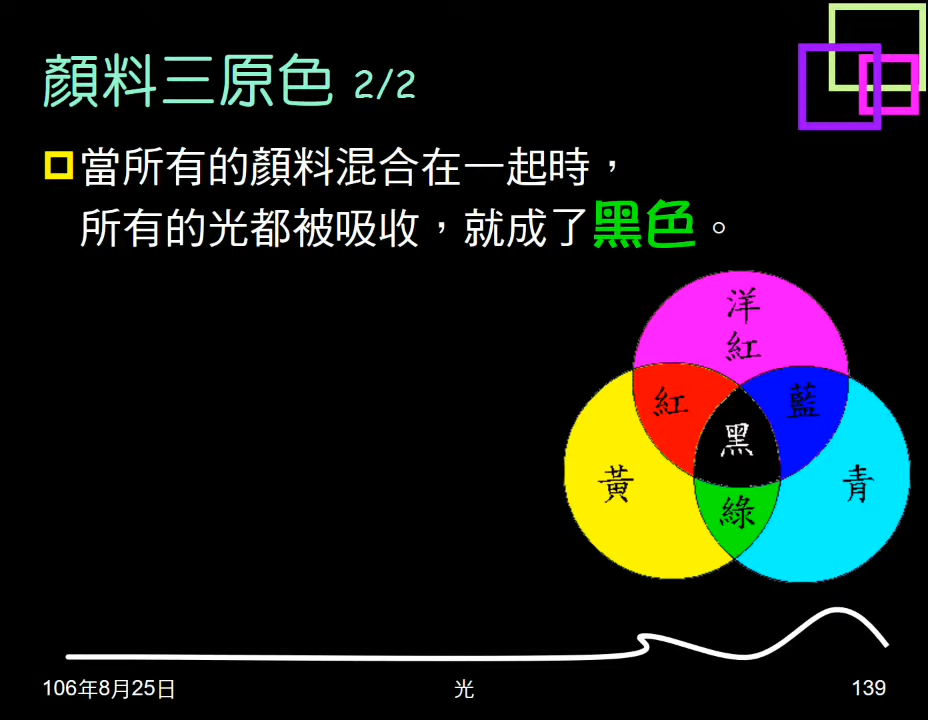 顏料三原色 2/2
當所有的顏料混合在一起時，
所有的光都被吸收，就成了黑色。
洋
紅
紅
藍
黑
黃
青
綠
106年8月25日
光
139